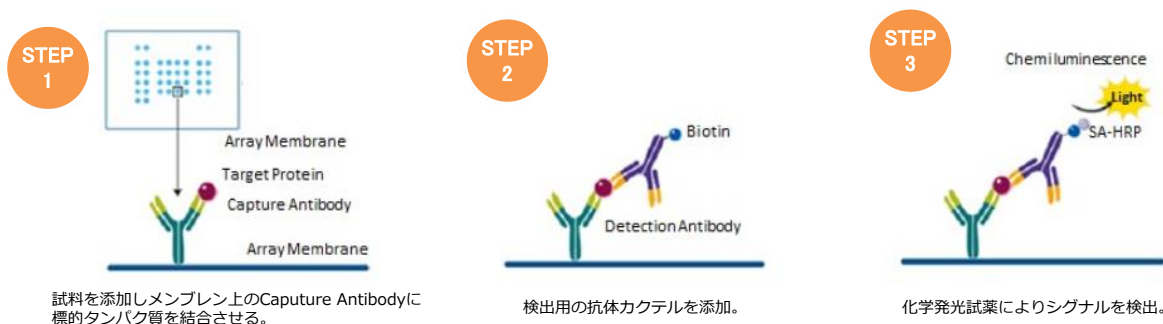 STEP
1
Array Membrane
Target Protein
Capture Antibody
Array Membrane
試料を添加しメンブレン上のCaputure Antibodyに
標的タンパク質を結合させる。
STEP
2
Biotin
Detection Antibody
検出用の抗体カクテルを添加。
STEP
3
Chemiluminescence
Light
SA-HRP
化学発光試薬によりシグナルを検出。